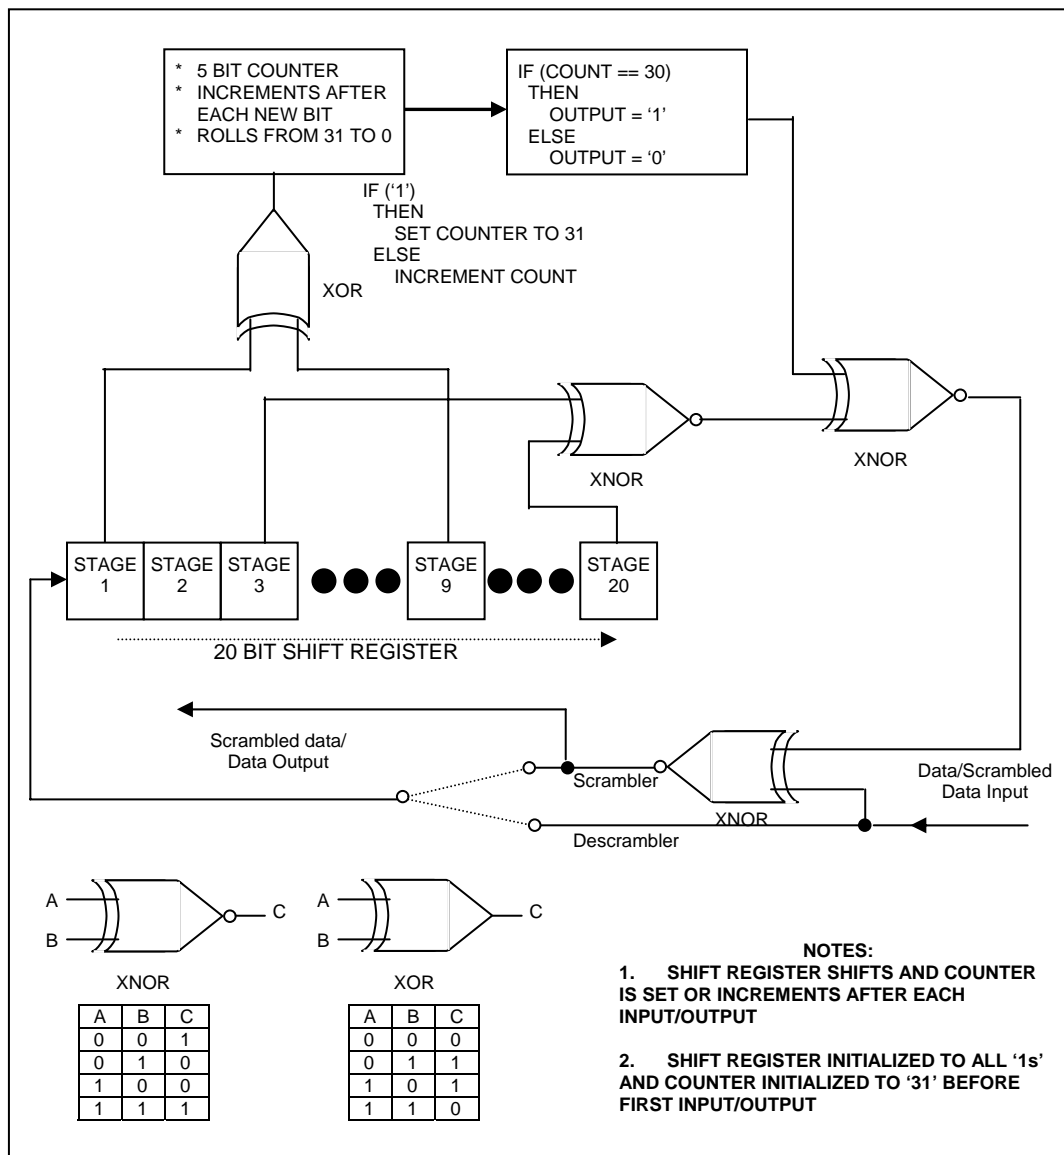 * 5 BIT COUNTER
* INCREMENTS AFTER
EACH NEW BIT
* ROLLS FROM 31 TO 0
IF (COUNT == 30)
THEN
OUTPUT = ‘1’
ELSE
OUTPUT = ‘0’
IF (‘1’)
THEN
SET COUNTER TO 31
ELSE
INCREMENT COUNT
XOR
XNOR
XNOR
STAGE
1
STAGE
2
STAGE
3
STAGE
9
STAGE
20
20 BIT SHIFT REGISTER
Scrambled data/
Data Output
Scrambler
XNOR
Data/Scrambled
Data Input
Descrambler
A
B
C
XNOR
A B C
0 0 1
0 1 0
1 0 0
1 1 1
A
B
C
XOR
A B C
0 0 0
0 1 1
1 0 1
1 1 0
NOTES:
1. SHIFT REGISTER SHIFTS AND COUNTER
IS SET OR INCREMENTS AFTER EACH
INPUT/OUTPUT
2. SHIFT REGISTER INITIALIZED TO ALL ‘1s’
AND COUNTER INITIALIZED TO ‘31’ BEFORE
FIRST INPUT/OUTPUT